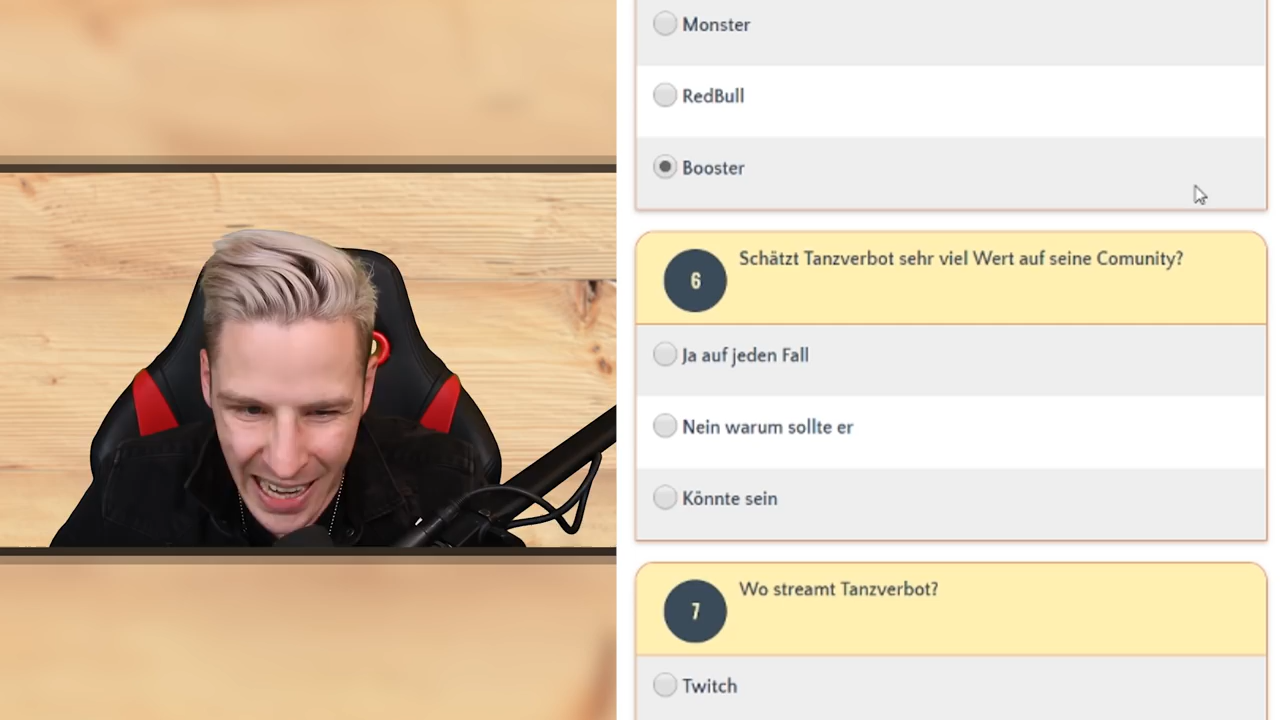 Monster
RedBull
Booster
6
Schätzt Tanzverbot sehr viel Wert auf seine Comunity?
Ja auf jeden Fall
Nein warum sollte er
Könnte sein
7
Wo streamt Tanzverbot?
Twitch